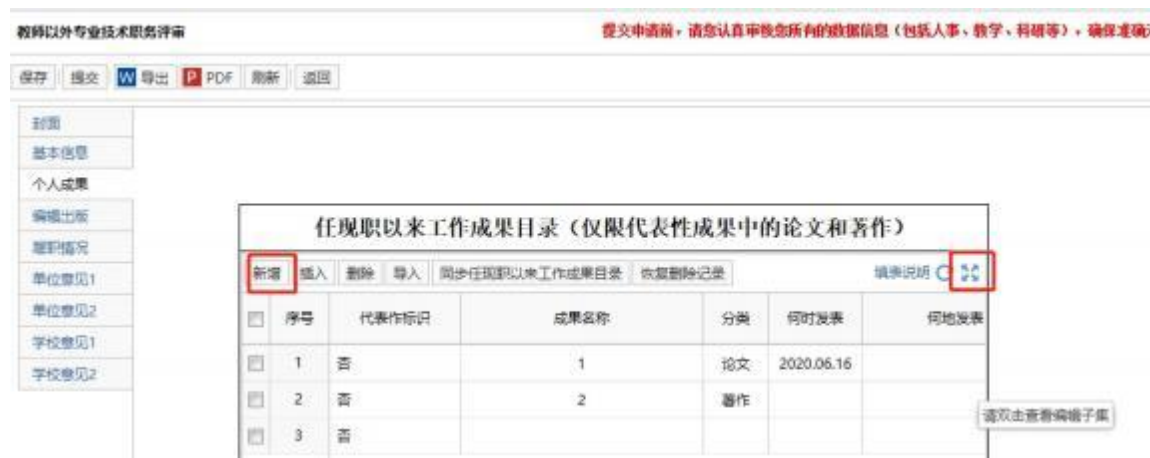 教师以外专业技术职务评审
提交申请前，请您认真审核您所有的数据信息（包括人事、教学、科研等），确保准确无
保存 提交 W 导出 P PDF 刷新 返回
封面
基本信息
个人成果
编辑出版
履职情况
单位意见1
单位意见2
学校意见1
学校意见2
任现职以来工作成果目录（仅限代表性成果中的论文和著作）
新增 插入 删除 导入 同步任现职以来工作成果目录 恢复删除记录 填表说明
序号 代表作标识 成果名称 分类 何时发表 何地发表
1 否 1 论文 2020.06.16
2 否 2 著作
请双击查看编辑子集
3 否